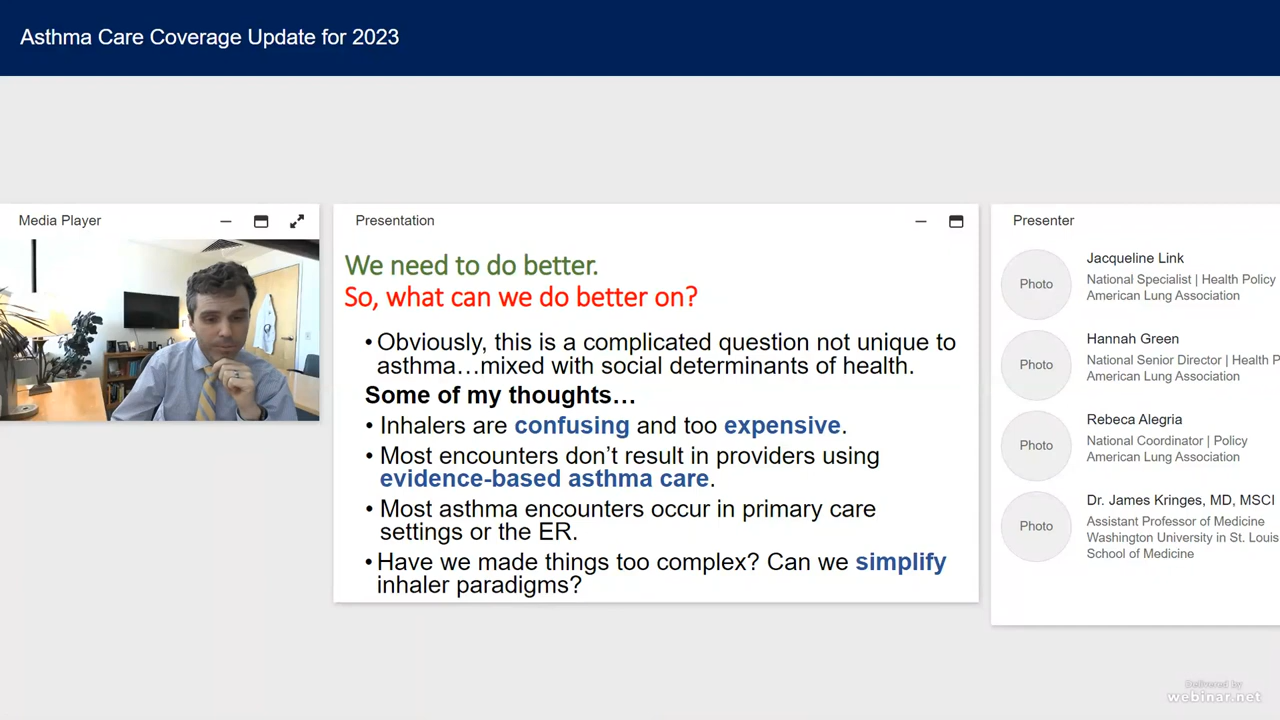 Asthma Care Coverage Update for 2023
Media Player
Presentation
We need to do better.
So, what can we do better on?
• Obviously, this is a complicated question not unique to
asthma…mixed with social determinants of health.
Some of my thoughts…
• Inhalers are confusing and too expensive.
• Most encounters don’t result in providers using
evidence-based asthma care.
• Most asthma encounters occur in primary care
settings or the ER.
• Have we made things too complex? Can we simplify
inhaler paradigms?
Presenter
Photo
Jacqueline Link
National Specialist | Health Policy
American Lung Association
Photo
Hannah Green
National Senior Director | Health P
American Lung Association
Photo
Rebeca Alegria
National Coordinator | Policy
American Lung Association
Photo
Dr. James Kringes, MD, MSCI
Assistant Professor of Medicine
Washington University in St. Louis
School of Medicine
Delivered by
webinar.net